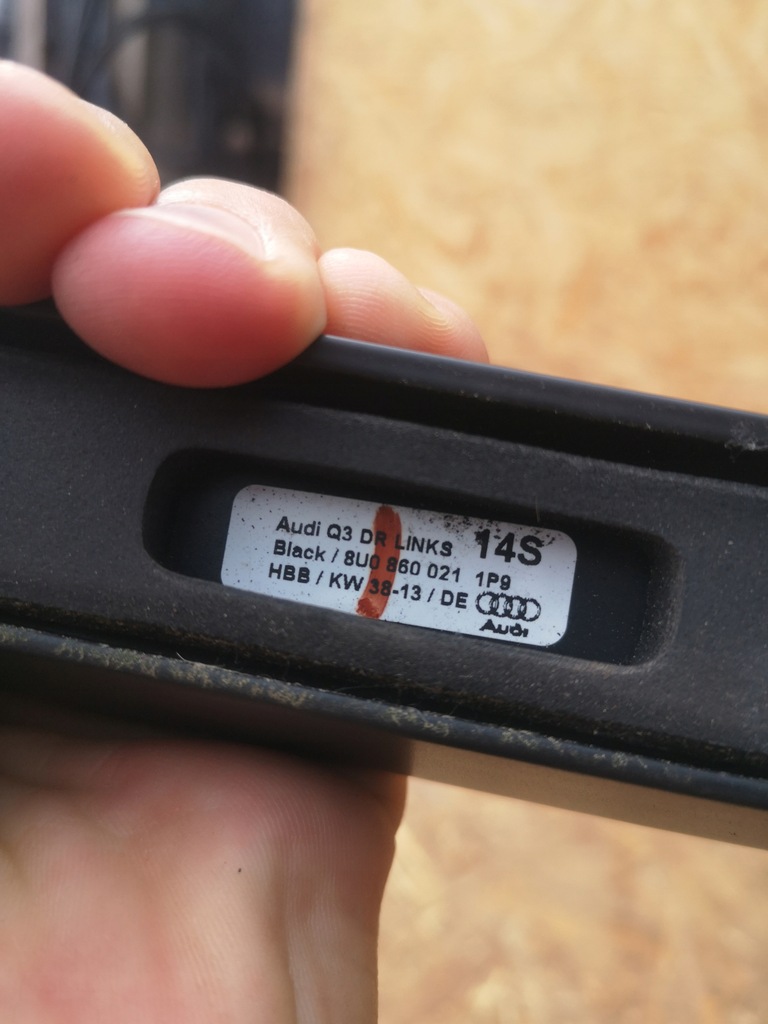 Audi Q3 DR LINKS 14S
Black / 8U0 860 021 1P9
HBB / KW 38-13 / DE
Audi